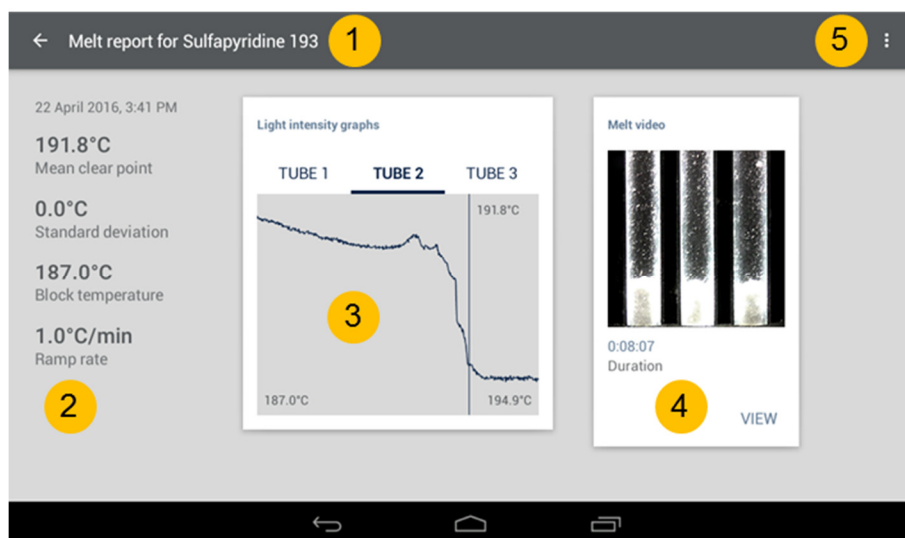 Melt report for Sulfapyridine 193
1
5
22 April 2016, 3:41 PM
191.8°C
Mean clear point
0.0°C
Standard deviation
187.0°C
Block temperature
1.0°C/min
Ramp rate
2
Light intensity graphs
TUBE 1 TUBE 2 TUBE 3
191.8°C
3
187.0°C 194.9°C
Melt video
0:08:07
Duration
4
VIEW